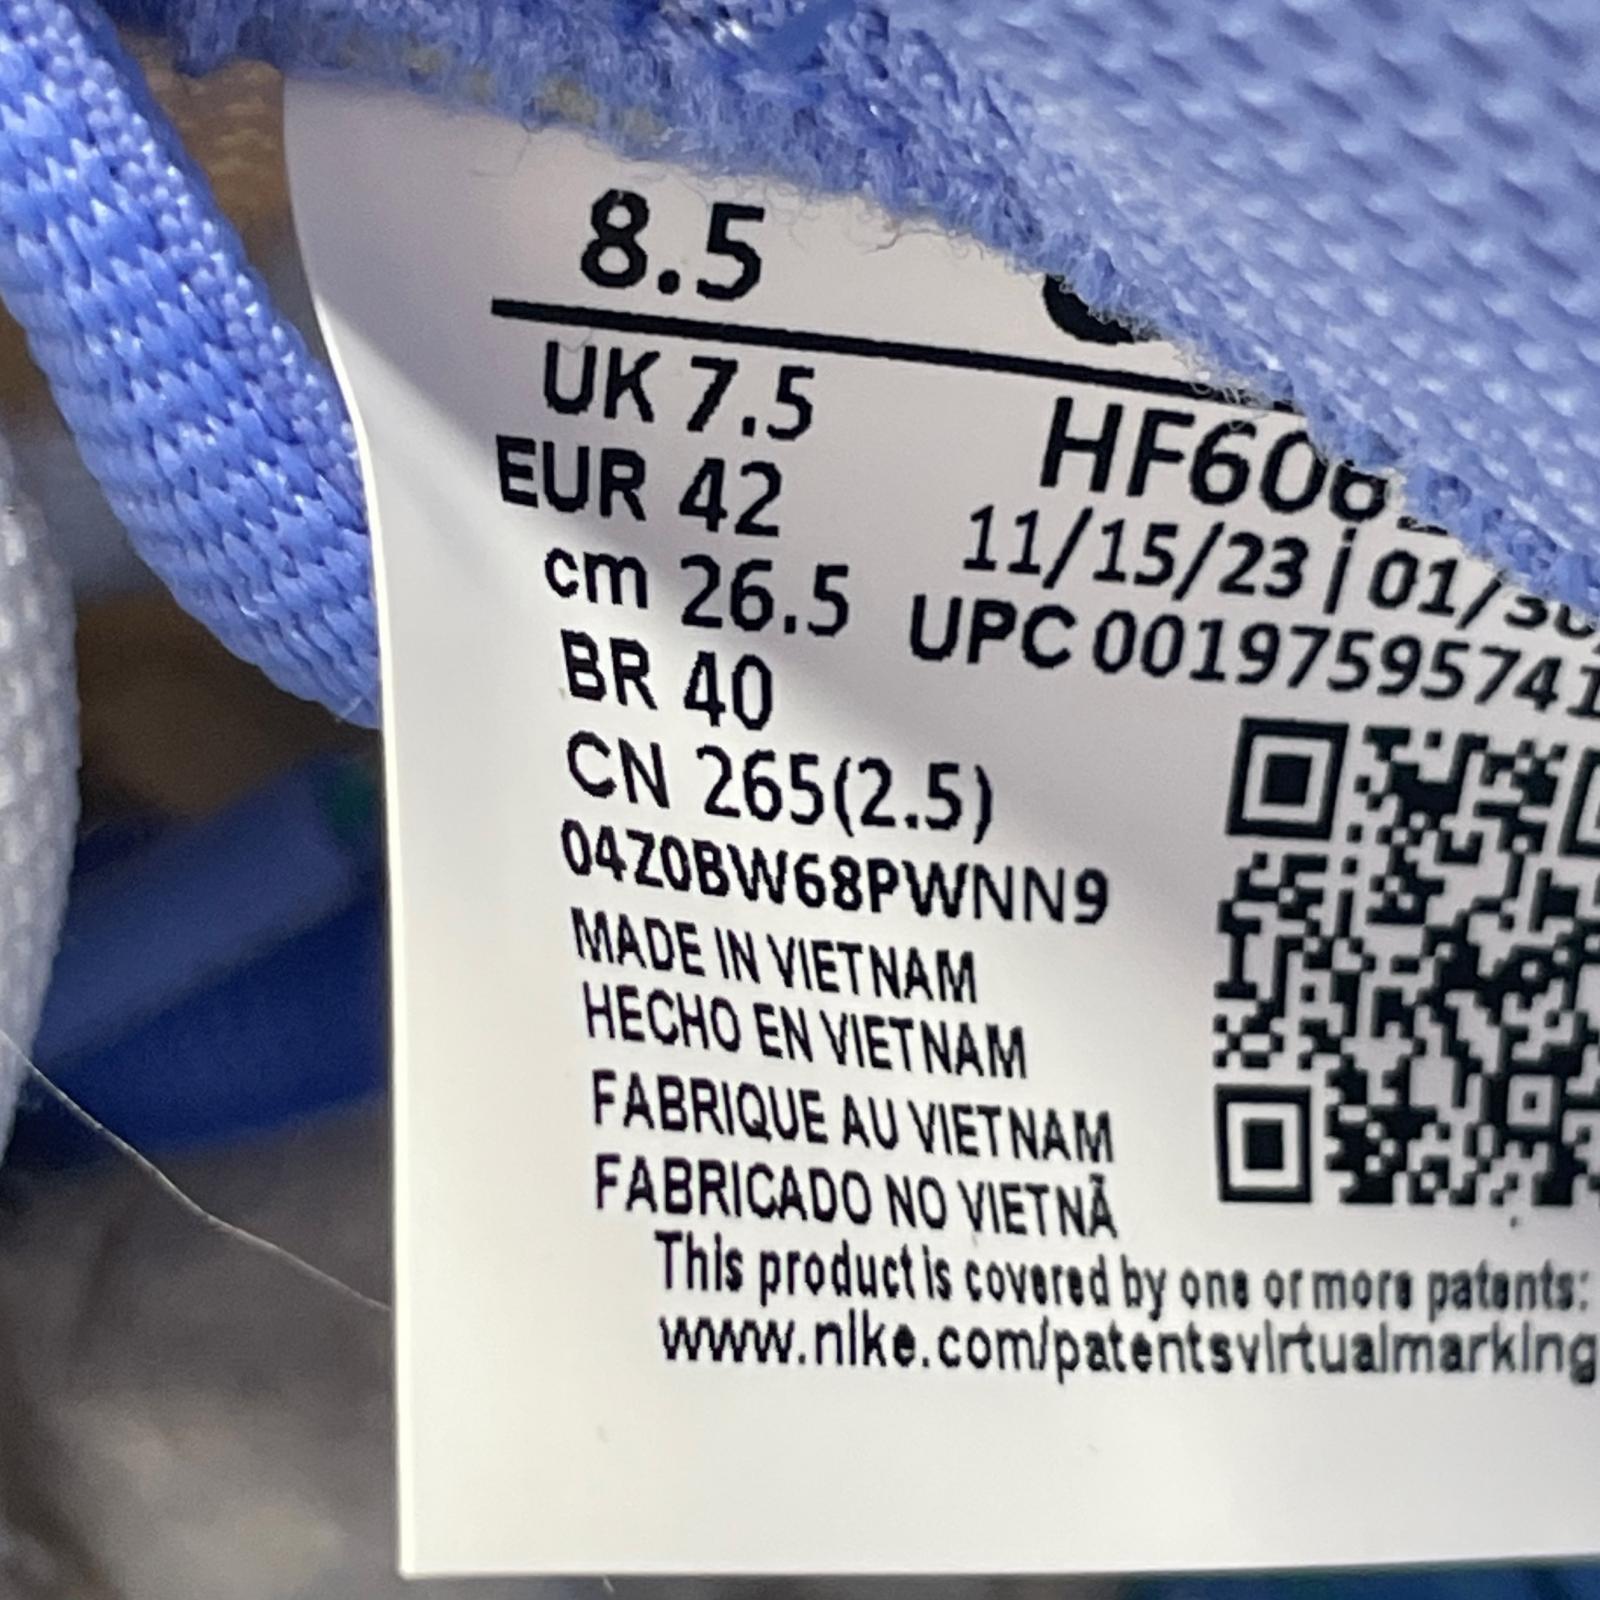 8.5
UK 7.5
EUR 42
cm 26.5
BR 40
CN 265(2.5)
04Z0BW68PWNN9
MADE IN VIETNAM
HECHO EN VIETNAM
FABRIQUE AU VIETNAM
FABRICADO NO VIETNÃ
HF606
11/15/23 | 01/30
UPC 00197595741
This product is covered by one or more patents:
www.nike.com/patentsvirtualmarking